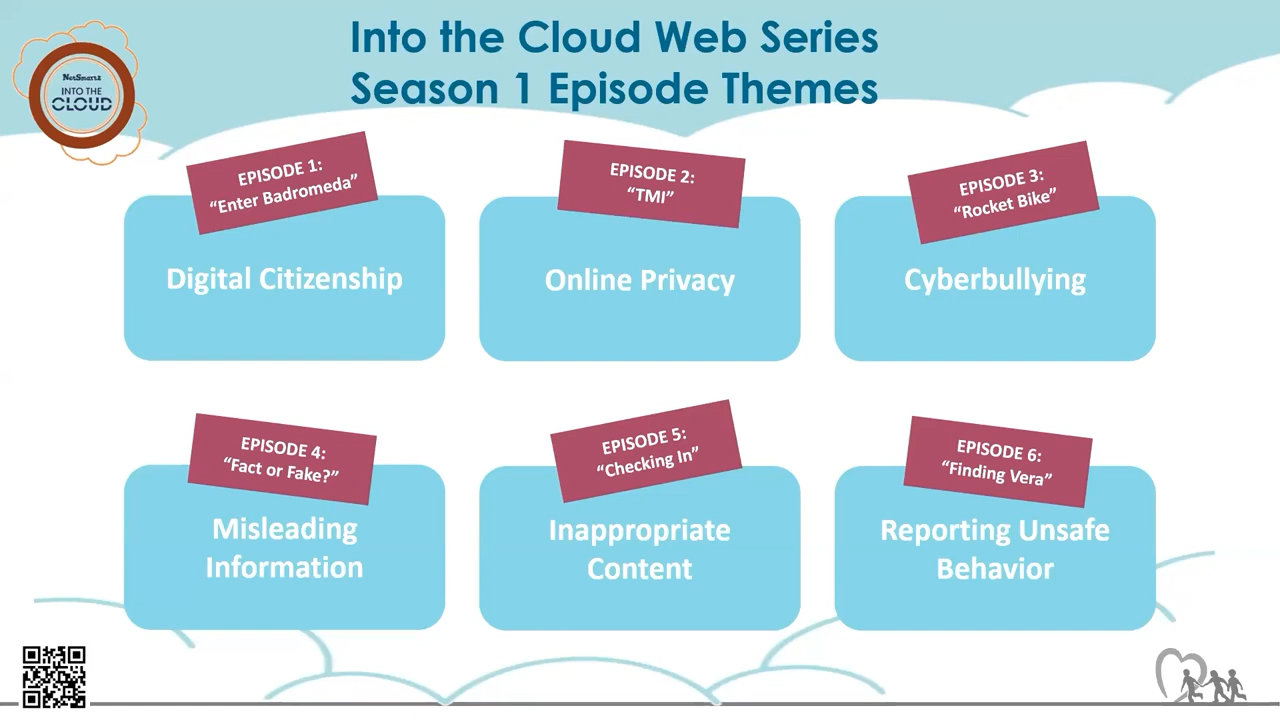 Into the Cloud Web Series
Season 1 Episode Themes
NetSmartz
INTO THE
CLOUD
EPISODE 1:
“Enter Badromeda”
Digital Citizenship
EPISODE 2:
“TMI”
Online Privacy
EPISODE 3:
“Rocket Bike”
Cyberbullying
EPISODE 4:
“Fact or Fake?”
Misleading
Information
EPISODE 5:
“Checking In”
Inappropriate
Content
EPISODE 6:
“Finding Vera”
Reporting Unsafe
Behavior